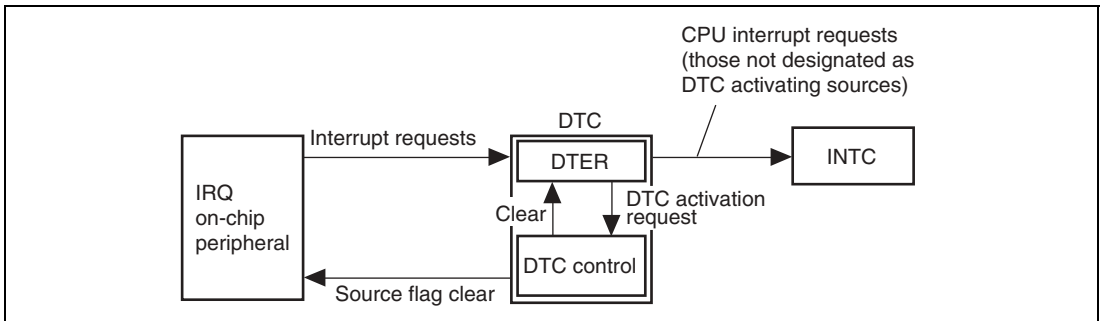 CPU interrupt requests
(those not designated as
DTC activating sources)
DTC
Interrupt requests
DTER
INTC
IRQ
on-chip
peripheral
Clear
DTC activation
request
DTC control
Source flag clear